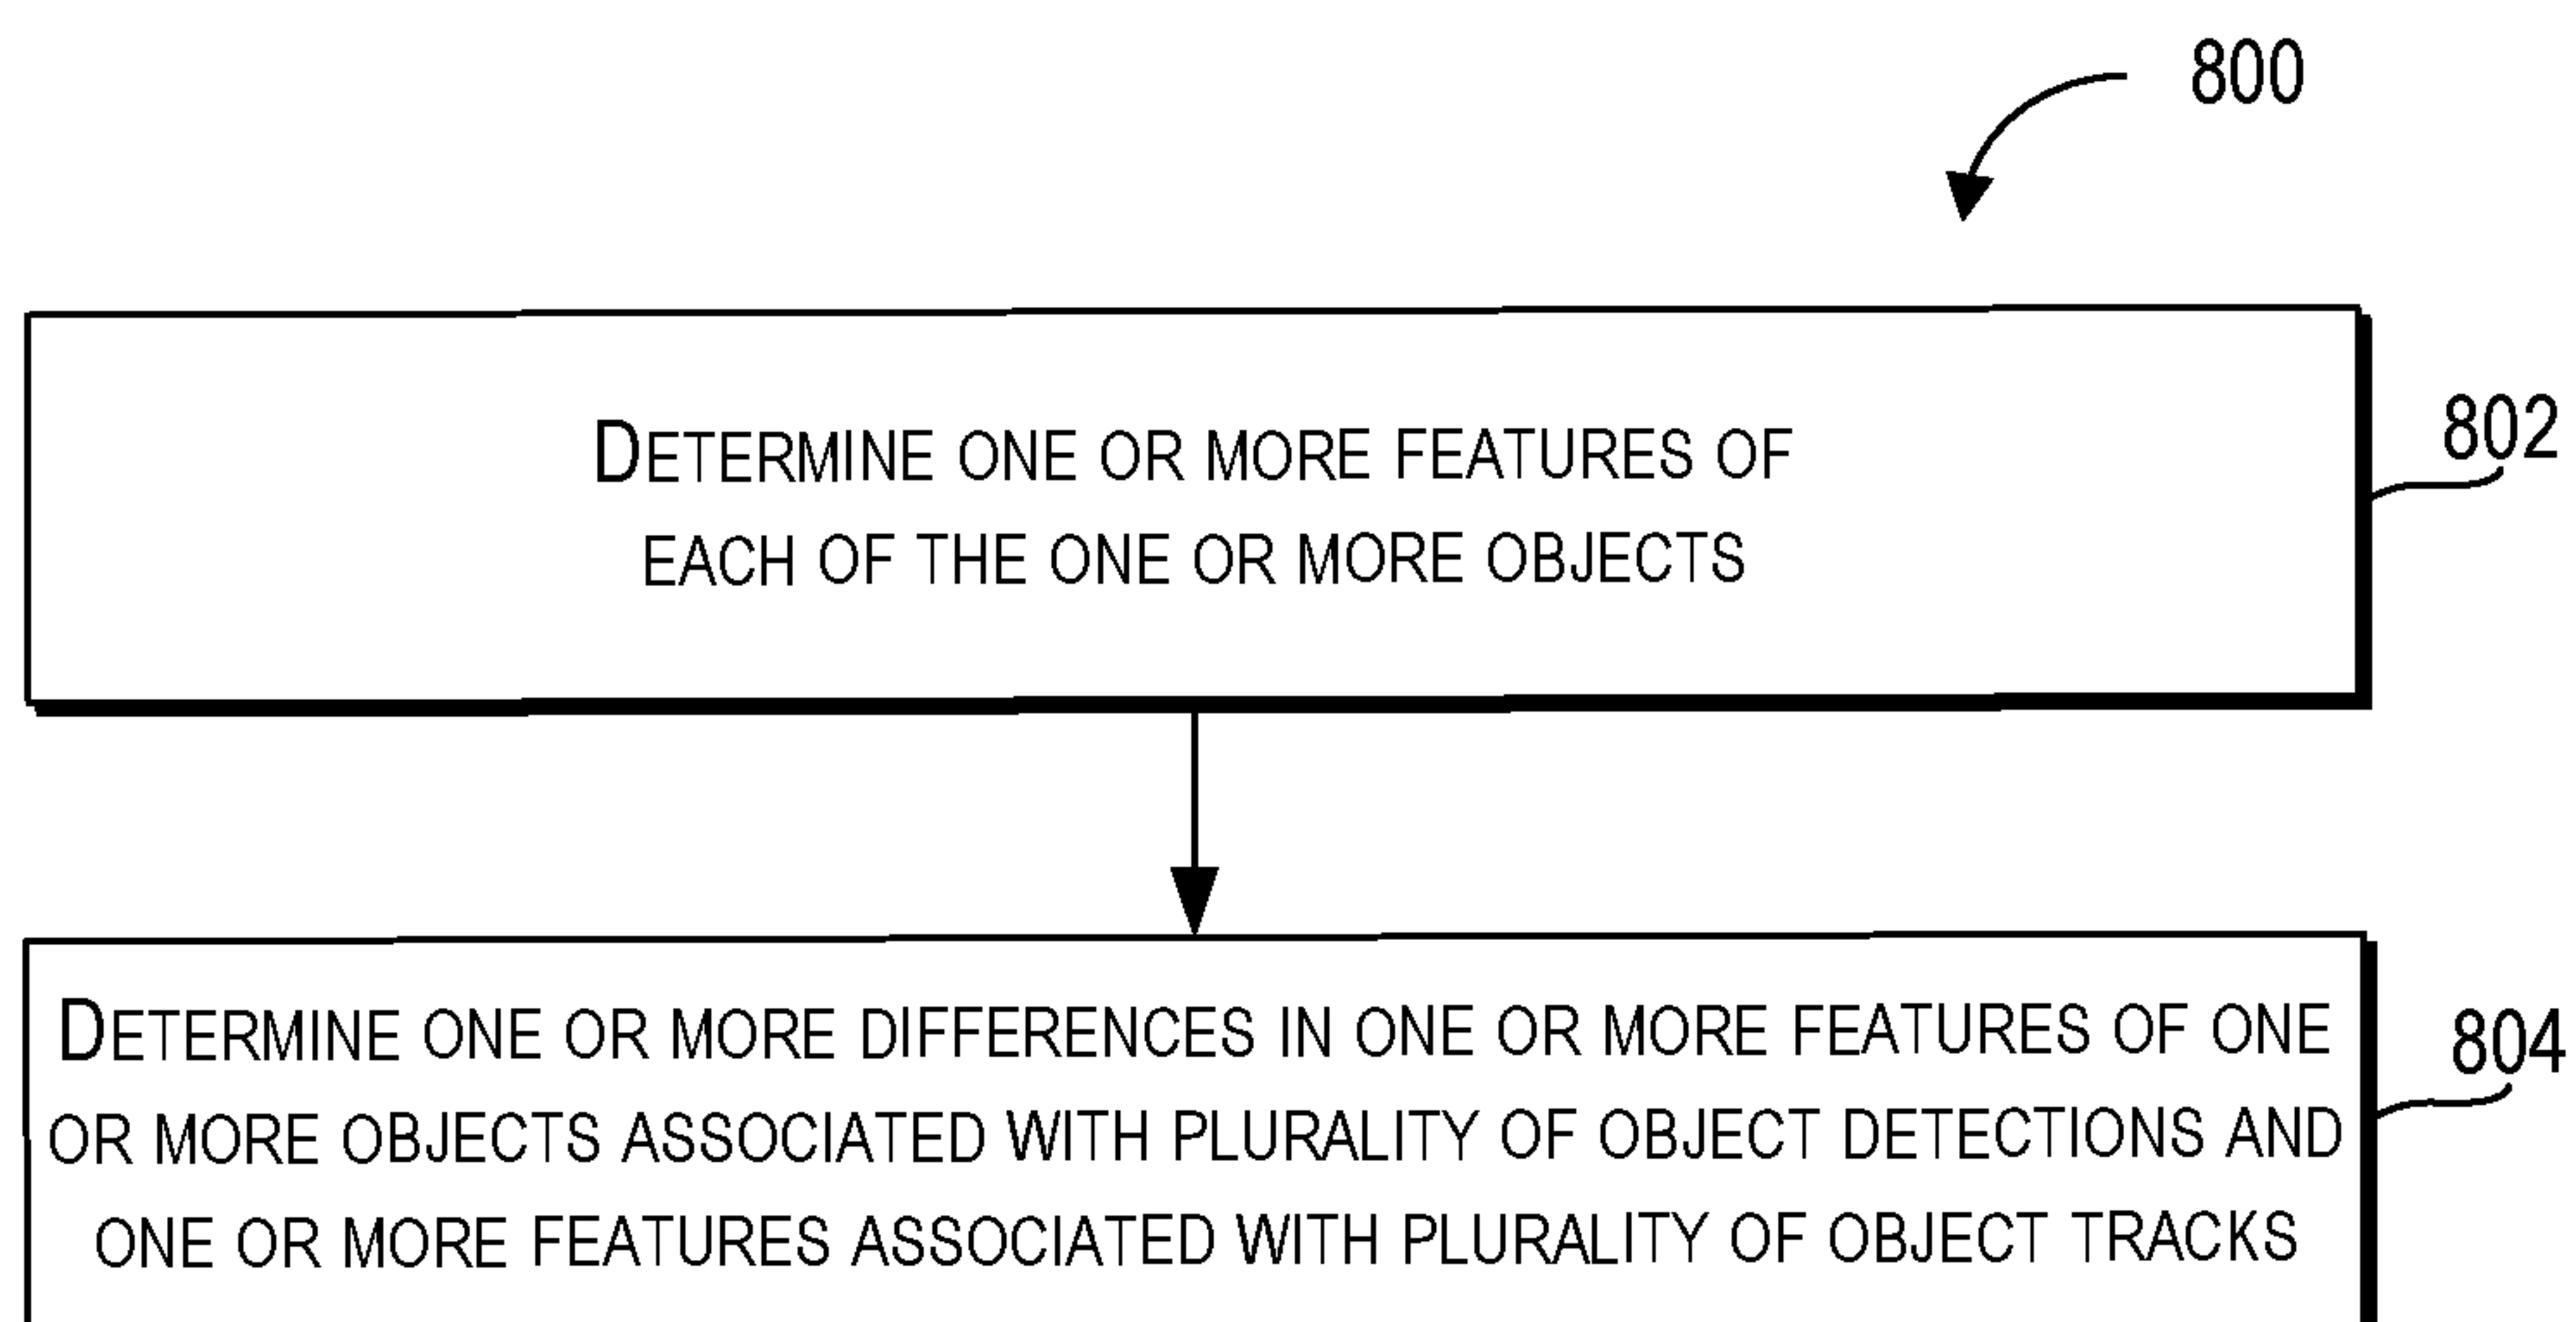 800
DETERMINE ONE OR MORE FEATURES OF
EACH OF THE ONE OR MORE OBJECTS
802
DETERMINE ONE OR MORE DIFFERENCES IN ONE OR MORE FEATURES OF ONE
OR MORE OBJECTS ASSOCIATED WITH PLURALITY OF OBJECT DETECTIONS AND
ONE OR MORE FEATURES ASSOCIATED WITH PLURALITY OF OBJECT TRACKS
804